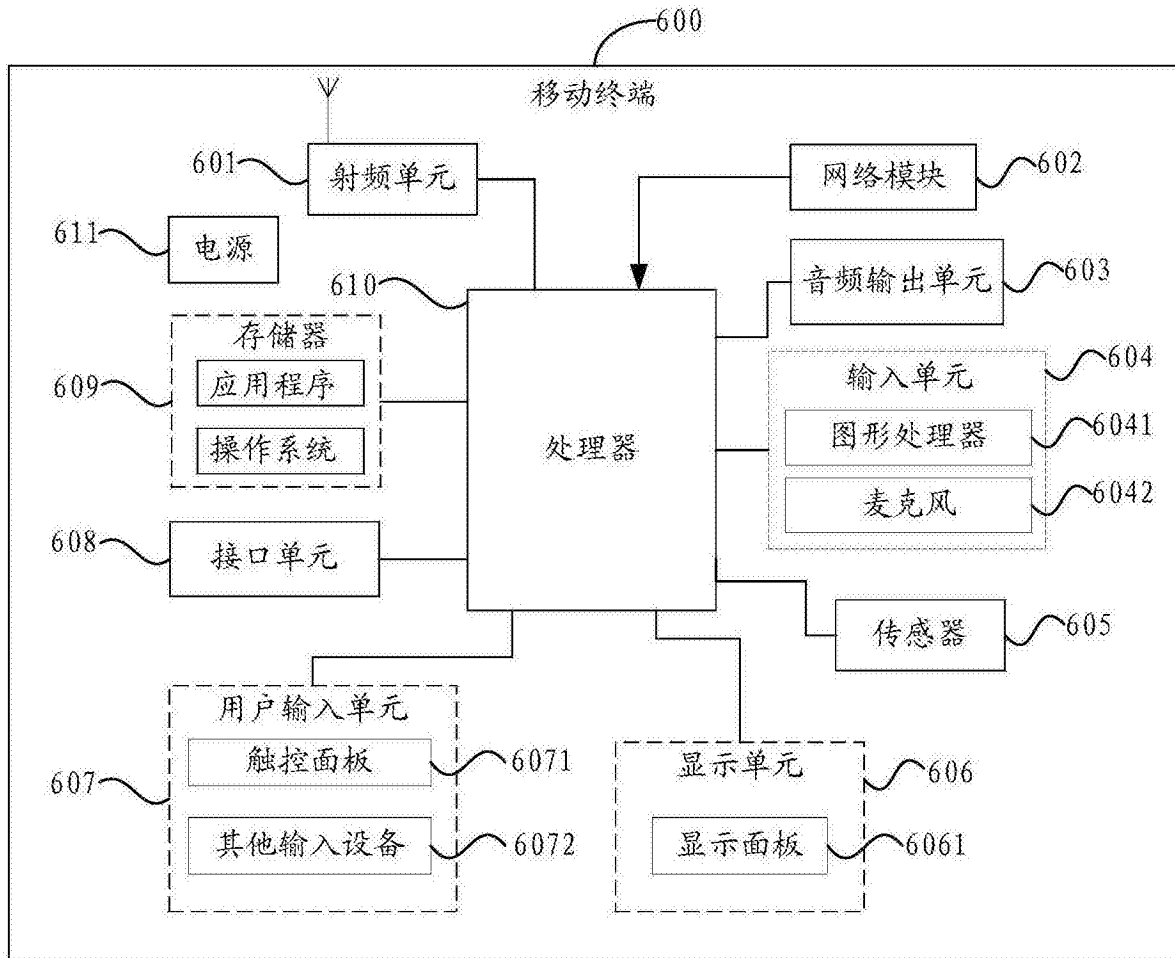 600
移动终端
601
射频单元
网络模块
602
611
电源
610
音频输出单元
603
存储器
609
应用程序
操作系统
处理器
输入单元
604
图形处理器
6041
麦克风
6042
608
接口单元
传感器
605
用户输入单元
607
触控面板
6071
其他输入设备
6072
显示单元
606
显示面板
6061